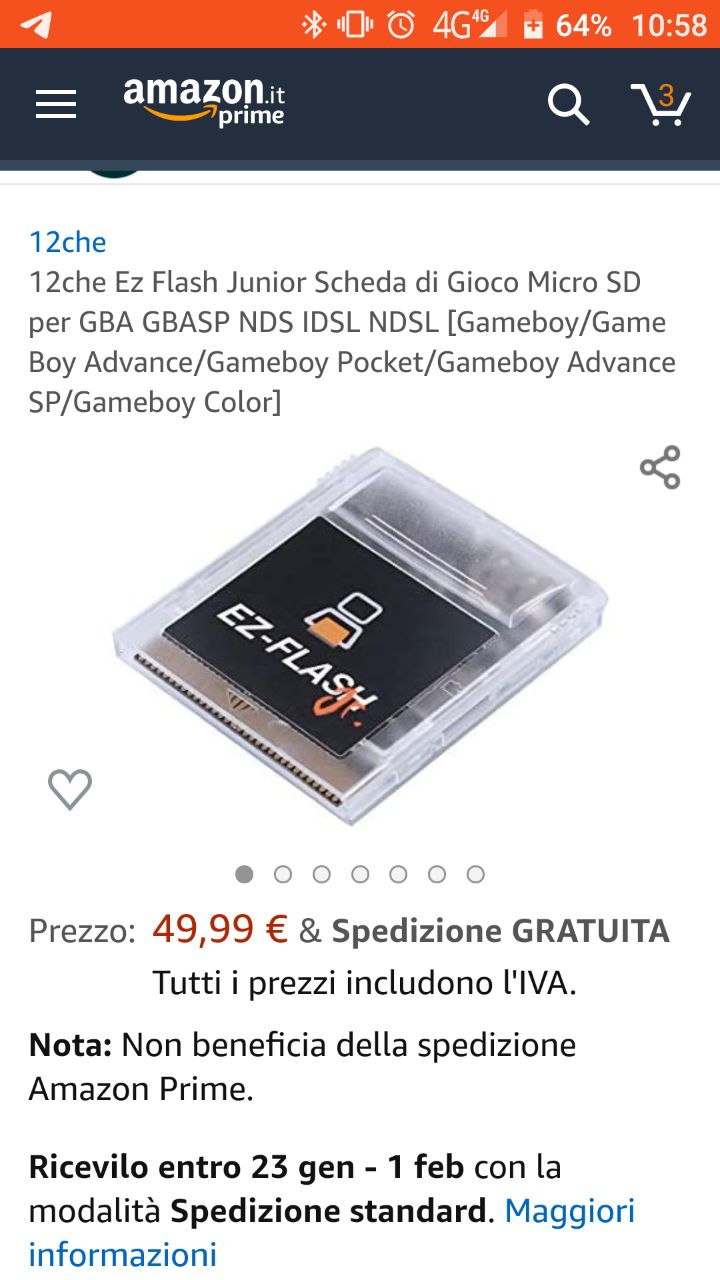 4G 4G 64% 10:58
amazon.it
prime
3
12che
12che Ez Flash Junior Scheda di Gioco Micro SD
per GBA GBASP NDS IDSL NDSL [Gameboy/Game
Boy Advance/Gameboy Pocket/Gameboy Advance
SP/Gameboy Color]
EZ-FLASH
Jr.
Prezzo: 49,99 € & Spedizione GRATUITA
Tutti i prezzi includono l'IVA.
Nota: Non beneficia della spedizione
Amazon Prime.
Ricevilo entro 23 gen - 1 feb con la
modalità Spedizione standard. Maggiori
informazioni